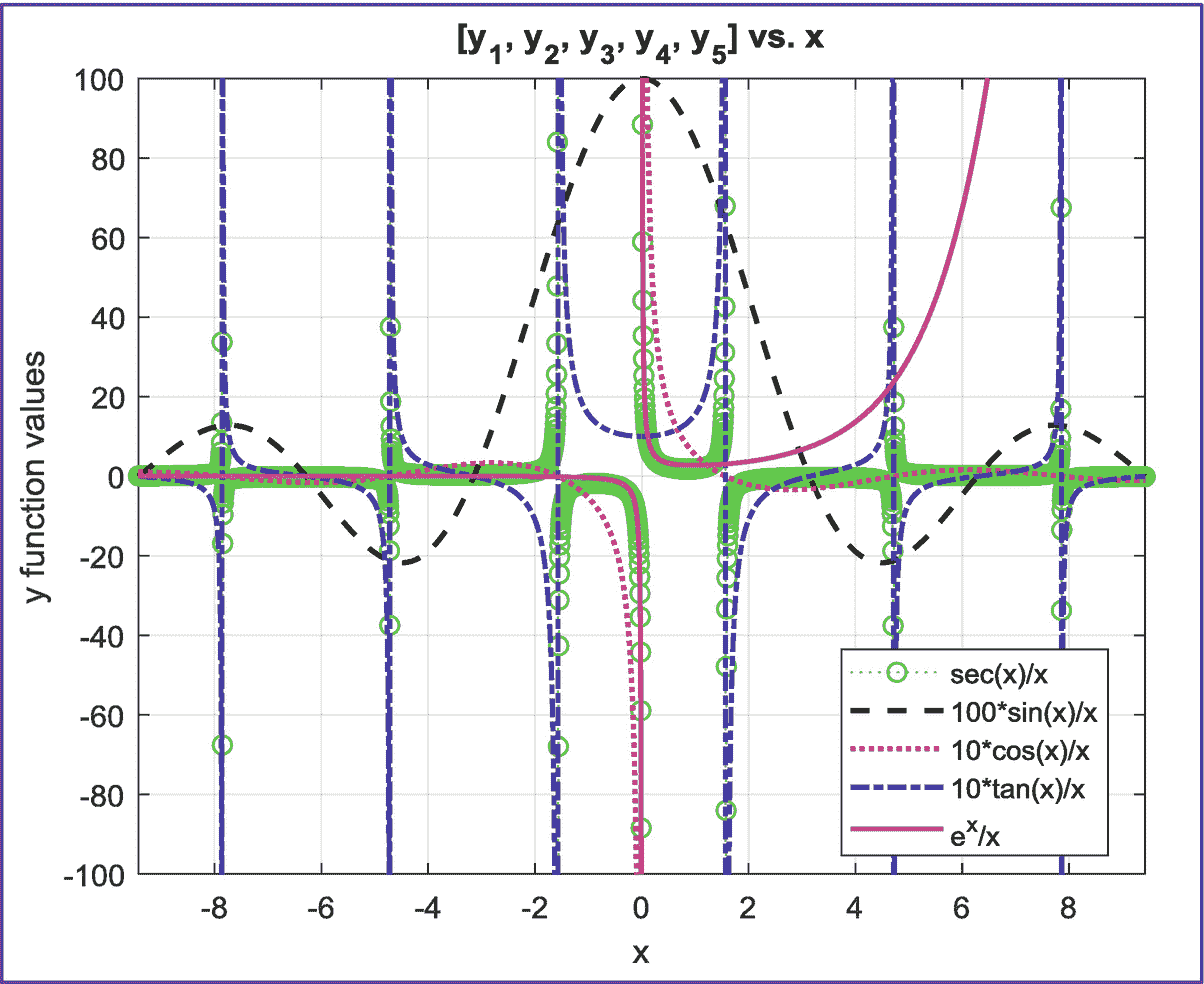 [y1, y2, y3, y4, y5] vs. x
100
80
60
40
20
0
-20
-40
-60
-80
-100
y function values
sec(x)/x
100*sin(x)/x
10*cos(x)/x
10*tan(x)/x
e^x/x
-8 -6 -4 -2 0 2 4 6 8
x